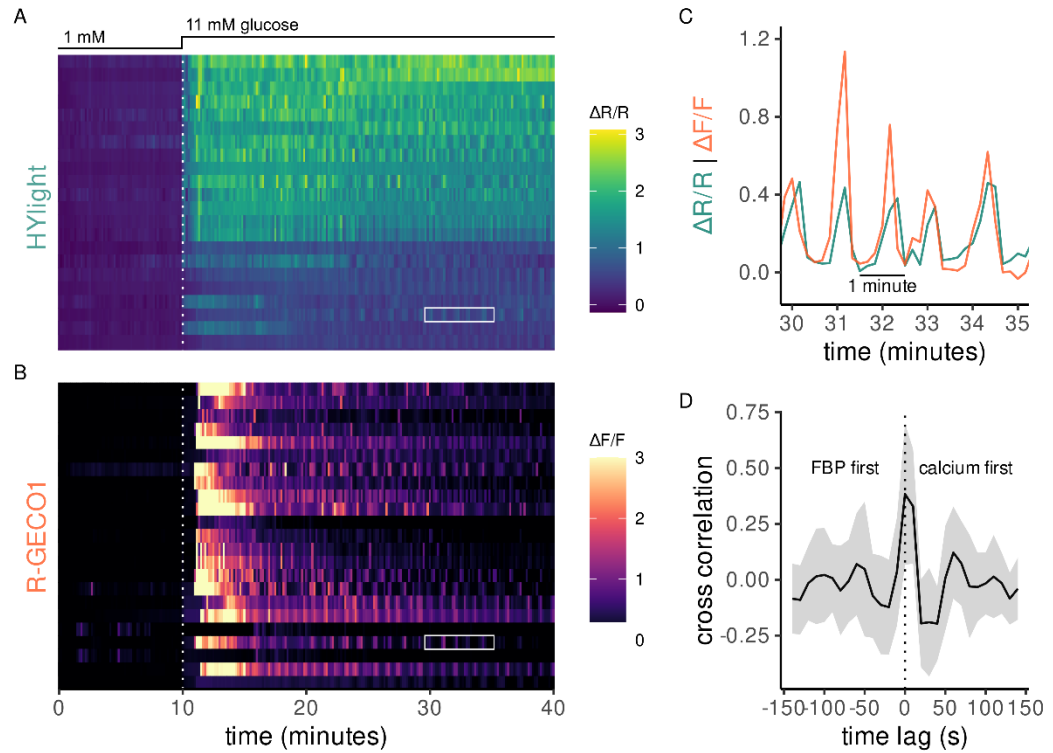 A
1 mM
11 mM glucose
HYlight
ΔR/R
3
2
1
0
B
R-GECO1
ΔF/F
3
2
1
0
0
10
20
30
40
time (minutes)
C
ΔR/R | ΔF/F
1.2
0.8
0.4
0.0
1 minute
30
31
32
33
34
35
time (minutes)
D
cross correlation
0.75
0.50
0.25
0.00
-0.25
FBP first
calcium first
-150
-100
-50
0
50
100
150
time lag (s)